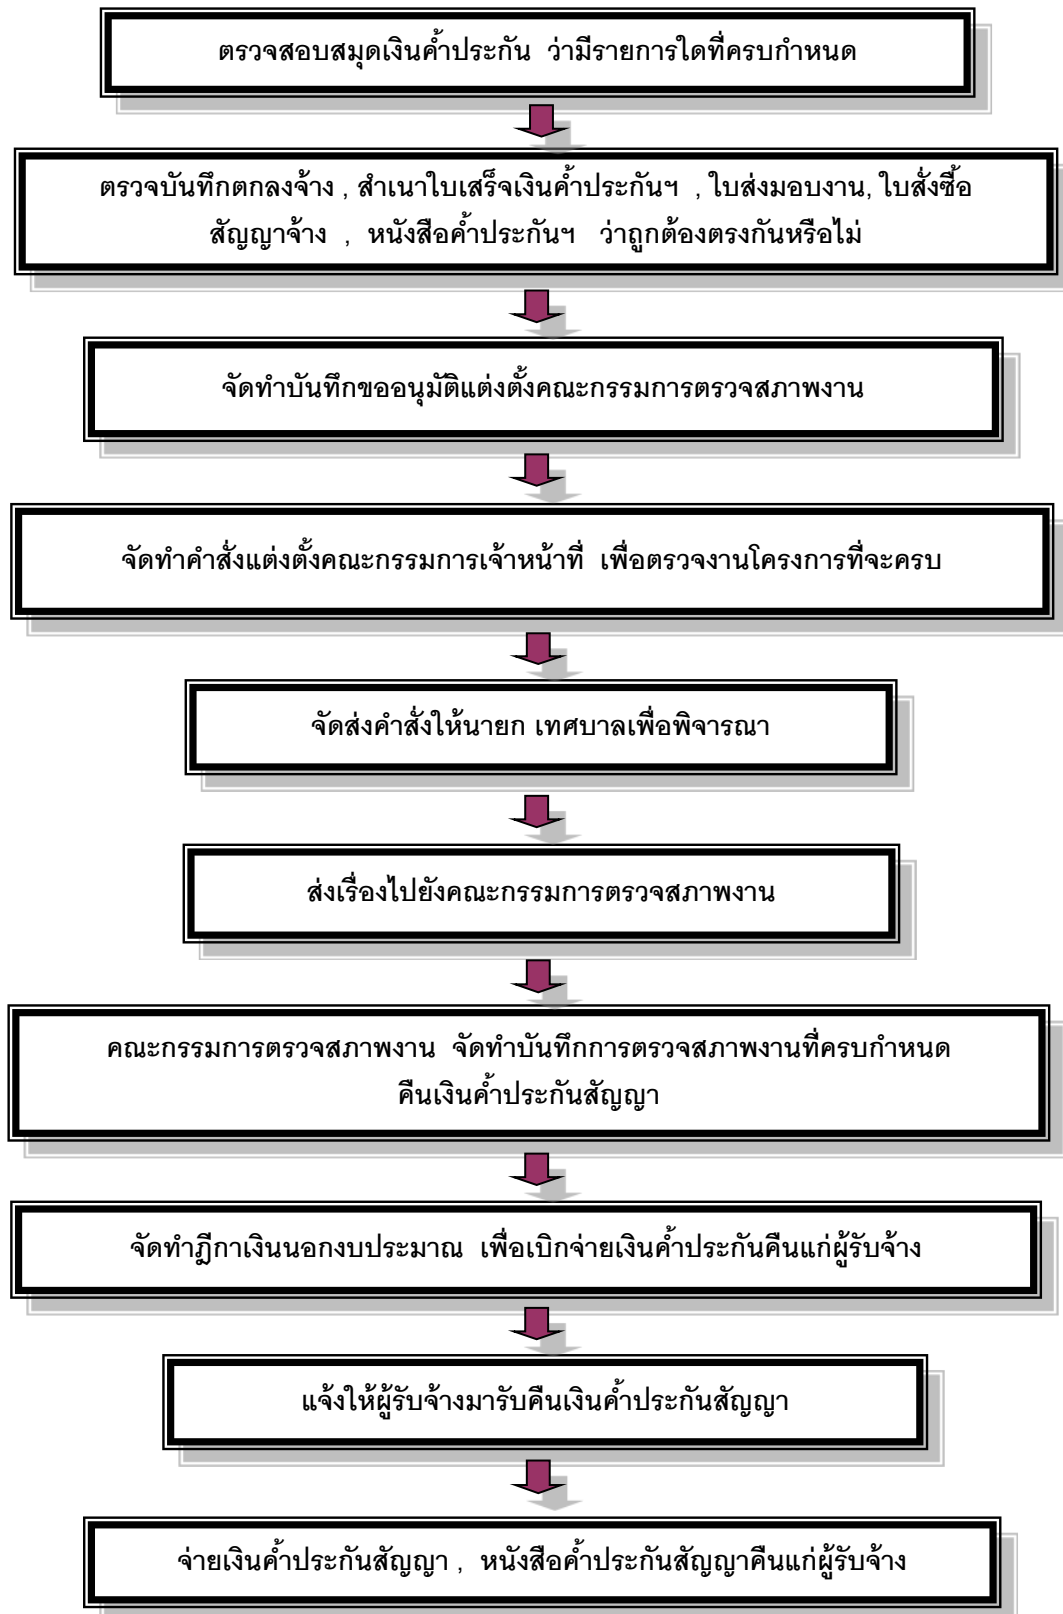 ตรวจสอบสมุดเงินค้ำประกัน ว่ามีรายการใดที่ครบกำหนด
ตรวจบันทึกตกลงจ้าง , สำเนาใบเสร็จเงินค้ำประกันฯ , ใบส่งมอบงาน, ใบสั่งซื้อ
สัญญาจ้าง , หนังสือค้ำประกันฯ ว่าถูกต้องตรงกันหรือไม่
จัดทำบันทึกขออนุมัติแต่งตั้งคณะกรรมการตรวจสภาพงาน
จัดทำคำสั่งแต่งตั้งคณะกรรมการเจ้าหน้าที่ เพื่อตรวจงานโครงการที่จะครบ
จัดส่งคำสั่งให้นายก เทศบาลเพื่อพิจารณา
ส่งเรื่องไปยังคณะกรรมการตรวจสภาพงาน
คณะกรรมการตรวจสภาพงาน จัดทำบันทึกการตรวจสภาพงานที่ครบกำหนด
คืนเงินค้ำประกันสัญญา
จัดทำฎีกาเงินนอกงบประมาณ เพื่อเบิกจ่ายเงินค้ำประกันคืนแก่ผู้รับจ้าง
แจ้งให้ผู้รับจ้างมารับคืนเงินค้ำประกันสัญญา
จ่ายเงินค้ำประกันสัญญา , หนังสือค้ำประกันสัญญาคืนแก่ผู้รับจ้าง